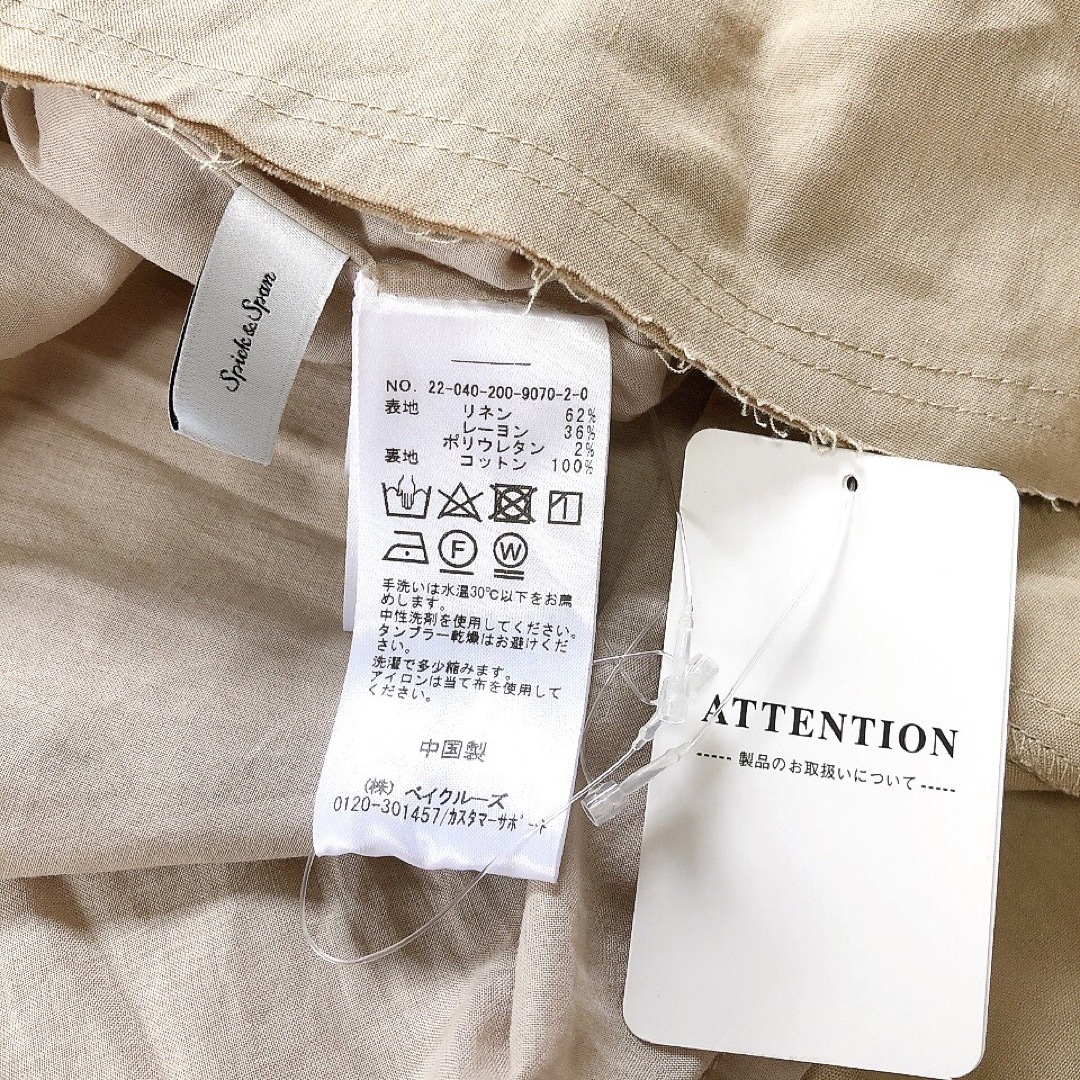 Spick & Span
NO. 22-040-200-9070-2-0
表地 リネン 62%
レーヨン 36%
ポリウレタン 2%
裏地 コットン 100%
1
F W
手洗いは水温30℃以下をお薦
めします。
中性洗剤を使用してください。
タンブラー乾燥はお避けくだ
さい。
洗濯で多少縮みます。
アイロンは当て布を使用して
ください。
中国製
(株) ベイクルーズ
0120-301457/カスタマーサポート
ATTENTION
----- 製品のお取扱いについて -----